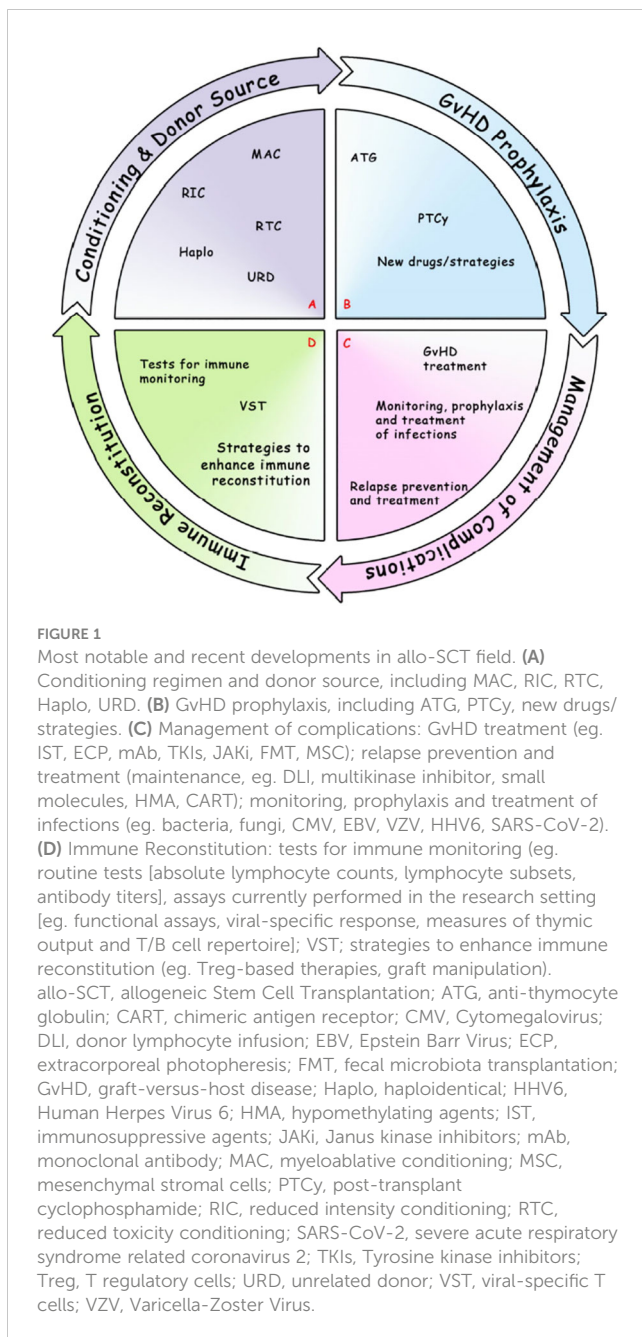 Conditioning & Donor Source
GvHD Prophylaxis
MAC
RIC
RTC
Haplo
URD
A
ATG
PTCy
New drugs/strategies
B
D
Tests for immune
monitoring
VST
Strategies to
enhance immune
reconstitution
C
GvHD
treatment
Monitoring, prophylaxis
and treatment
of infections
Relapse prevention
and treatment
Immune Reconstitution
Management of Complications
FIGURE 1
Most notable and recent developments in allo-SCT field. (A)
Conditioning regimen and donor source, including MAC, RIC, RTC,
Haplo, URD. (B) GvHD prophylaxis, including ATG, PTCy, new drugs/
strategies. (C) Management of complications: GvHD treatment (eg.
IST, ECP, mAb, TKIs, JAKi, FMT, MSC); relapse prevention and
treatment (maintenance, eg. DLI, multikinase inhibitor, small
molecules, HMA, CART); monitoring, prophylaxis and treatment of
infections (eg. bacteria, fungi, CMV, EBV, VZV, HHV6, SARS-CoV-2).
(D) Immune Reconstitution: tests for immune monitoring (eg.
routine tests [absolute lymphocyte counts, lymphocyte subsets,
antibody titers], assays currently performed in the research setting
[eg. functional assays, viral-specific response, measures of thymic
output and T/B cell repertoire]; VST; strategies to enhance immune
reconstitution (eg. Treg-based therapies, graft manipulation).
allo-SCT, allogeneic Stem Cell Transplantation; ATG, anti-thymocyte
globulin; CART, chimeric antigen receptor; CMV, Cytomegalovirus;
DLI, donor lymphocyte infusion; EBV, Epstein Barr Virus; ECP,
extracorporeal photopheresis; FMT, fecal microbiota transplantation;
GvHD, graft-versus-host disease; Haplo, haploidentical; HHV6,
Human Herpes Virus 6; HMA, hypomethylating agents; IST,
immunosuppressive agents; JAKi, Janus kinase inhibitors; mAb,
monoclonal antibody; MAC, myeloablative conditioning; MSC,
mesenchymal stromal cells; PTCy, post-transplant
cyclophosphamide; RIC, reduced intensity conditioning; RTC,
reduced toxicity conditioning; SARS-CoV-2, severe acute respiratory
syndrome related coronavirus 2; TKIs, Tyrosine kinase inhibitors;
Treg, T regulatory cells; URD, unrelated donor; VST, viral-specific T
cells; VZV, Varicella-Zoster Virus.